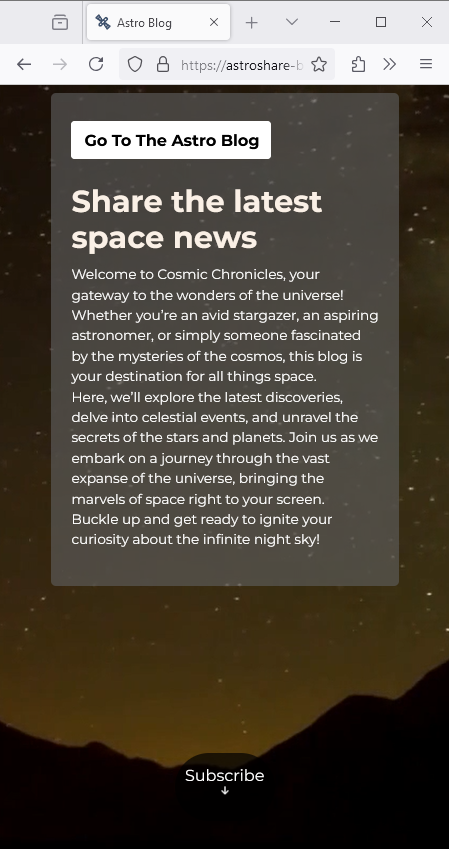 Astro Blog
https://astroshare-b
Go To The Astro Blog
Share the latest
space news
Welcome to Cosmic Chronicles, your
gateway to the wonders of the universe!
Whether you’re an avid stargazer, an aspiring
astronomer, or simply someone fascinated
by the mysteries of the cosmos, this blog is
your destination for all things space.
Here, we’ll explore the latest discoveries,
delve into celestial events, and unravel the
secrets of the stars and planets. Join us as we
embark on a journey through the vast
expanse of the universe, bringing the
marvels of space right to your screen.
Buckle up and get ready to ignite your
curiosity about the infinite night sky!
Subscribe